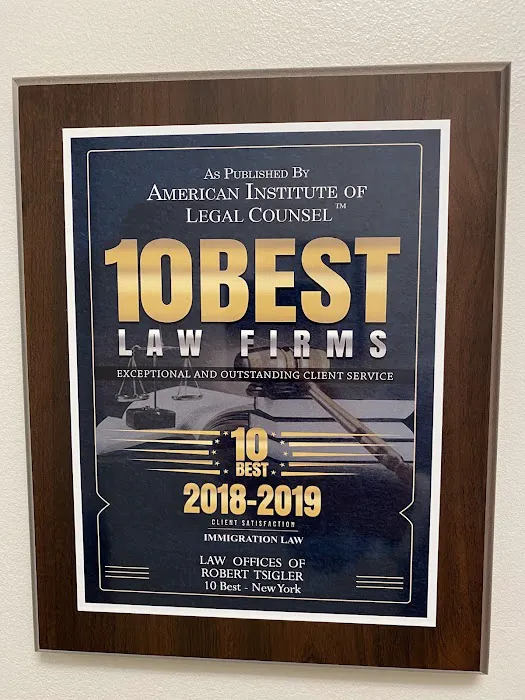 As Published By
American Institute of
Legal Counsel™
10BEST
LAW FIRMS
EXCEPTIONAL AND OUTSTANDING CLIENT SERVICE
10
BEST
2018-2019
CLIENT SATISFACTION
IMMIGRATION LAW
LAW OFFICES OF
ROBERT TSIGLER
10 Best - New York